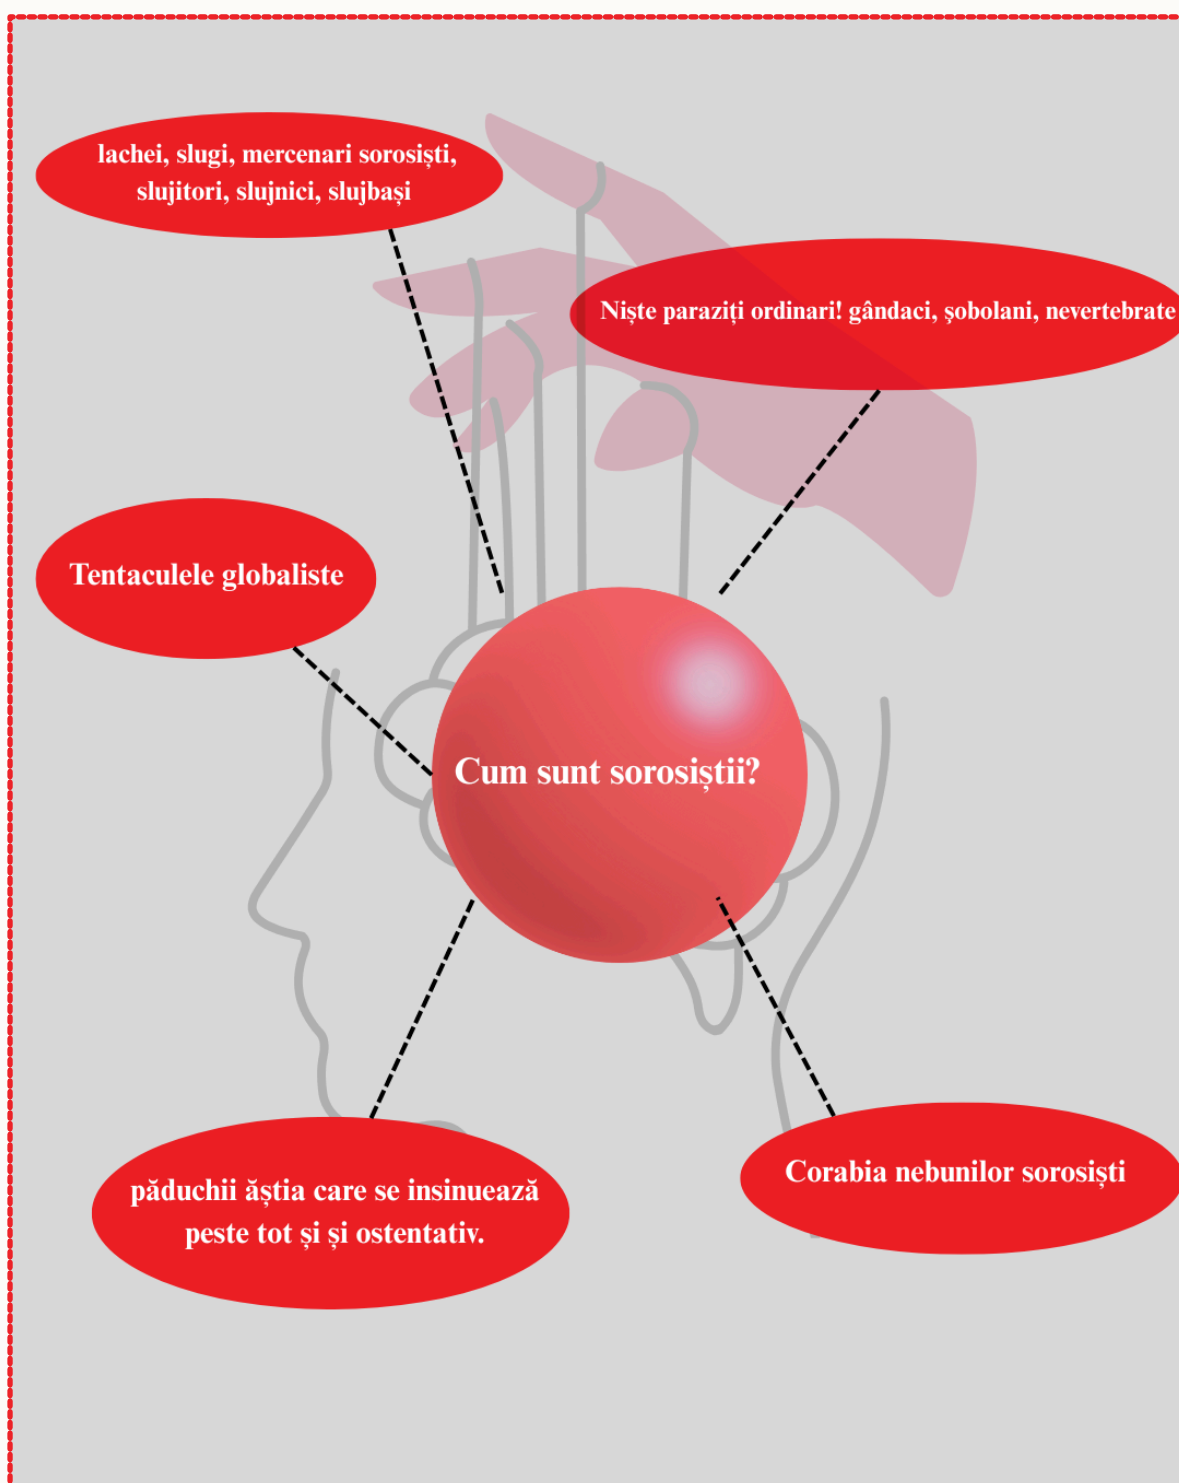 lachei, slugi, mercenari sorosiști,
slujitori, slujnici, slujbași
Niște paraziți ordinari! gândaci, șobolani, nevertebrate
Tentaculele globaliste
Cum sunt sorosiștii?
păduchii ăștia care se insinuează
peste tot și și ostentativ.
Corabia nebunilor sorosiști